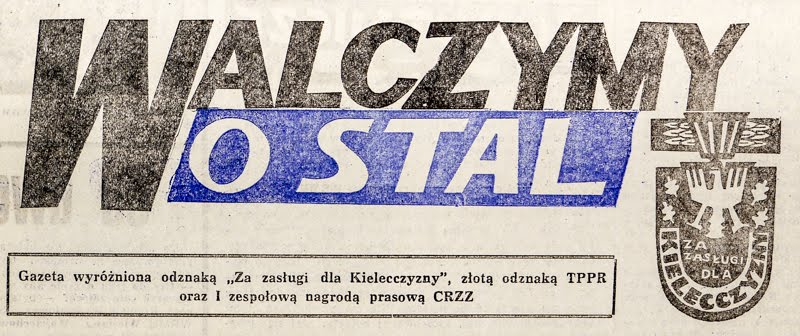 WALCZYMY
O STAL
ZA
ZASŁUGI
DLA
KIELECCZYZNY
Gazeta wyróżniona odznaką „Za zasługi dla Kielecczyzny”, złotą odznaką TPPR
oraz I zespołową nagrodą prasową CRZZ